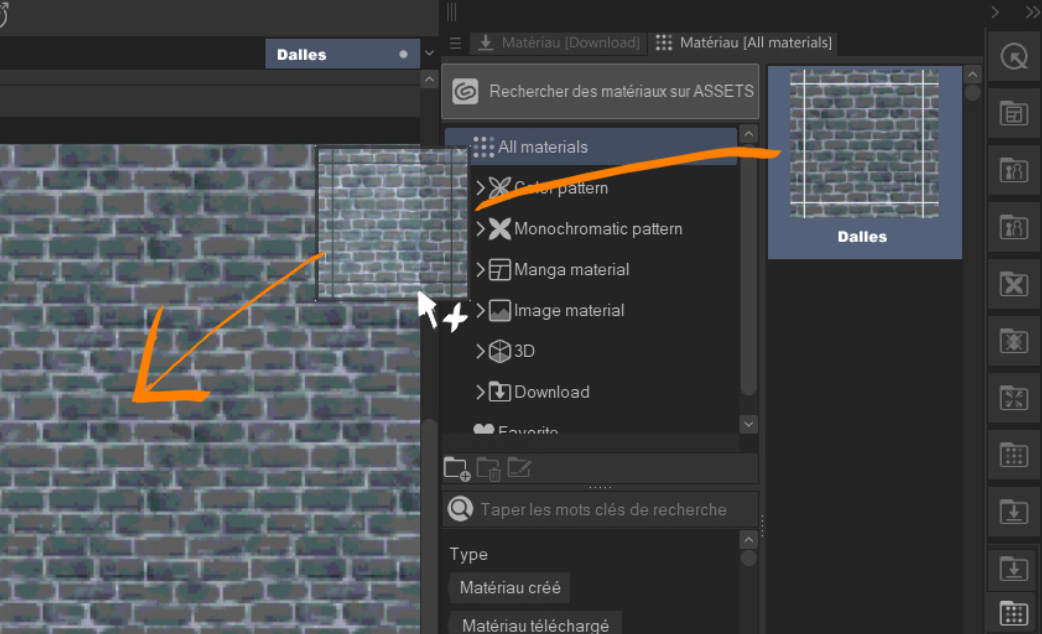 Dalles
Matériau [Download]
Matériau [All materials]
Rechercher des matériaux sur ASSETS
All materials
Color pattern
Monochromatic pattern
Manga material
Image material
3D
Download
Favorite
Taper les mots clés de recherche
Type
Matériau créé
Matériau téléchargé
Dalles